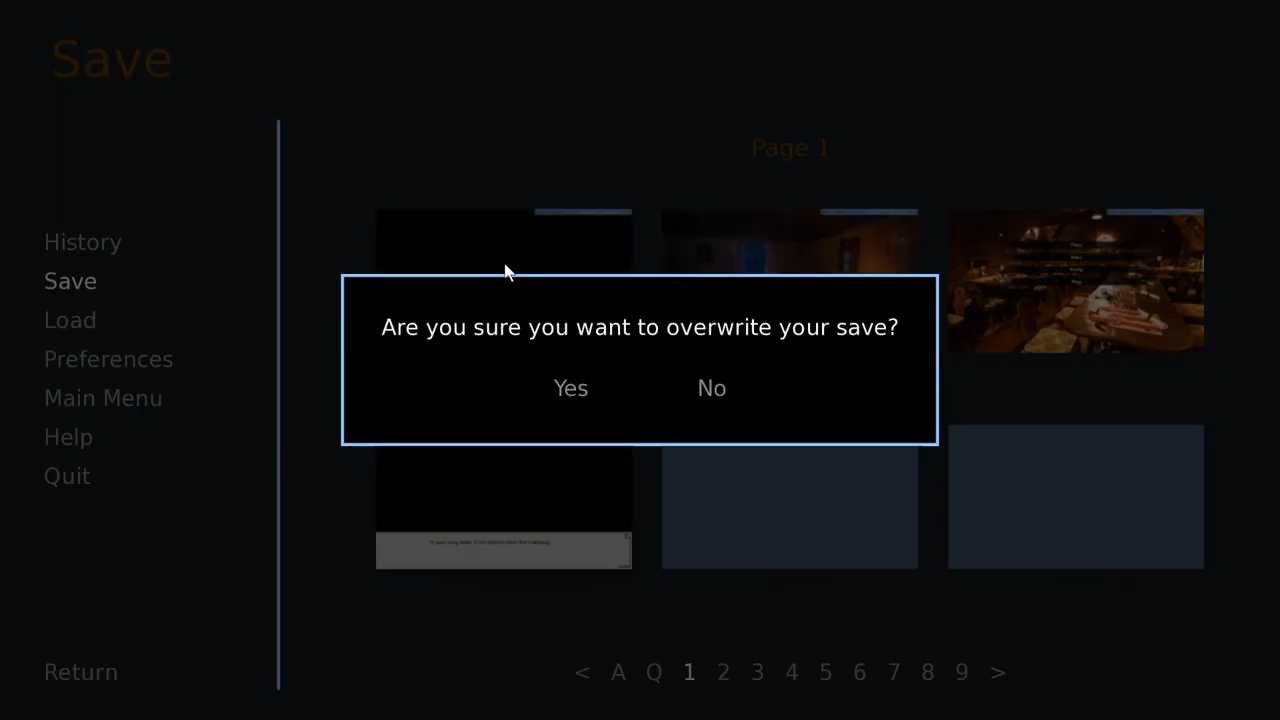 Save
Page 1
History
Save
Load
Preferences
Main Menu
Help
Quit
Are you sure you want to overwrite your save?
Yes No
Return
< A Q 1 2 3 4 5 6 7 8 9 >